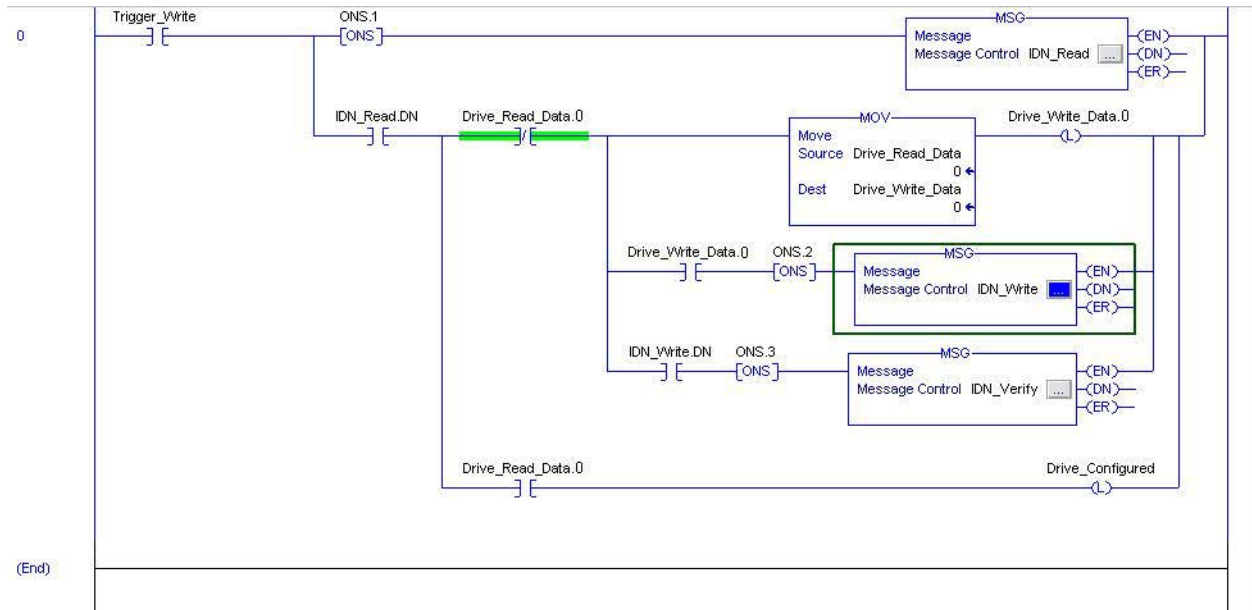 Trigger_Write ONS.1 MSG
0 [ONS] Message (EN)
Message Control IDN_Read ... (DN)
(ER)
IDN_Read.DN Drive_Read_Data.0 MOV Drive_Write_Data.0
/ Move (L)
Source Drive_Read_Data
0
Dest Drive_Write_Data
0
Drive_Write_Data.0 ONS.2 MSG
[ONS] Message (EN)
Message Control IDN_Write ... (DN)
(ER)
IDN_Write.DN ONS.3 MSG
[ONS] Message (EN)
Message Control IDN_Verify ... (DN)
(ER)
Drive_Read_Data.0 Drive_Configured
(L)
(End)